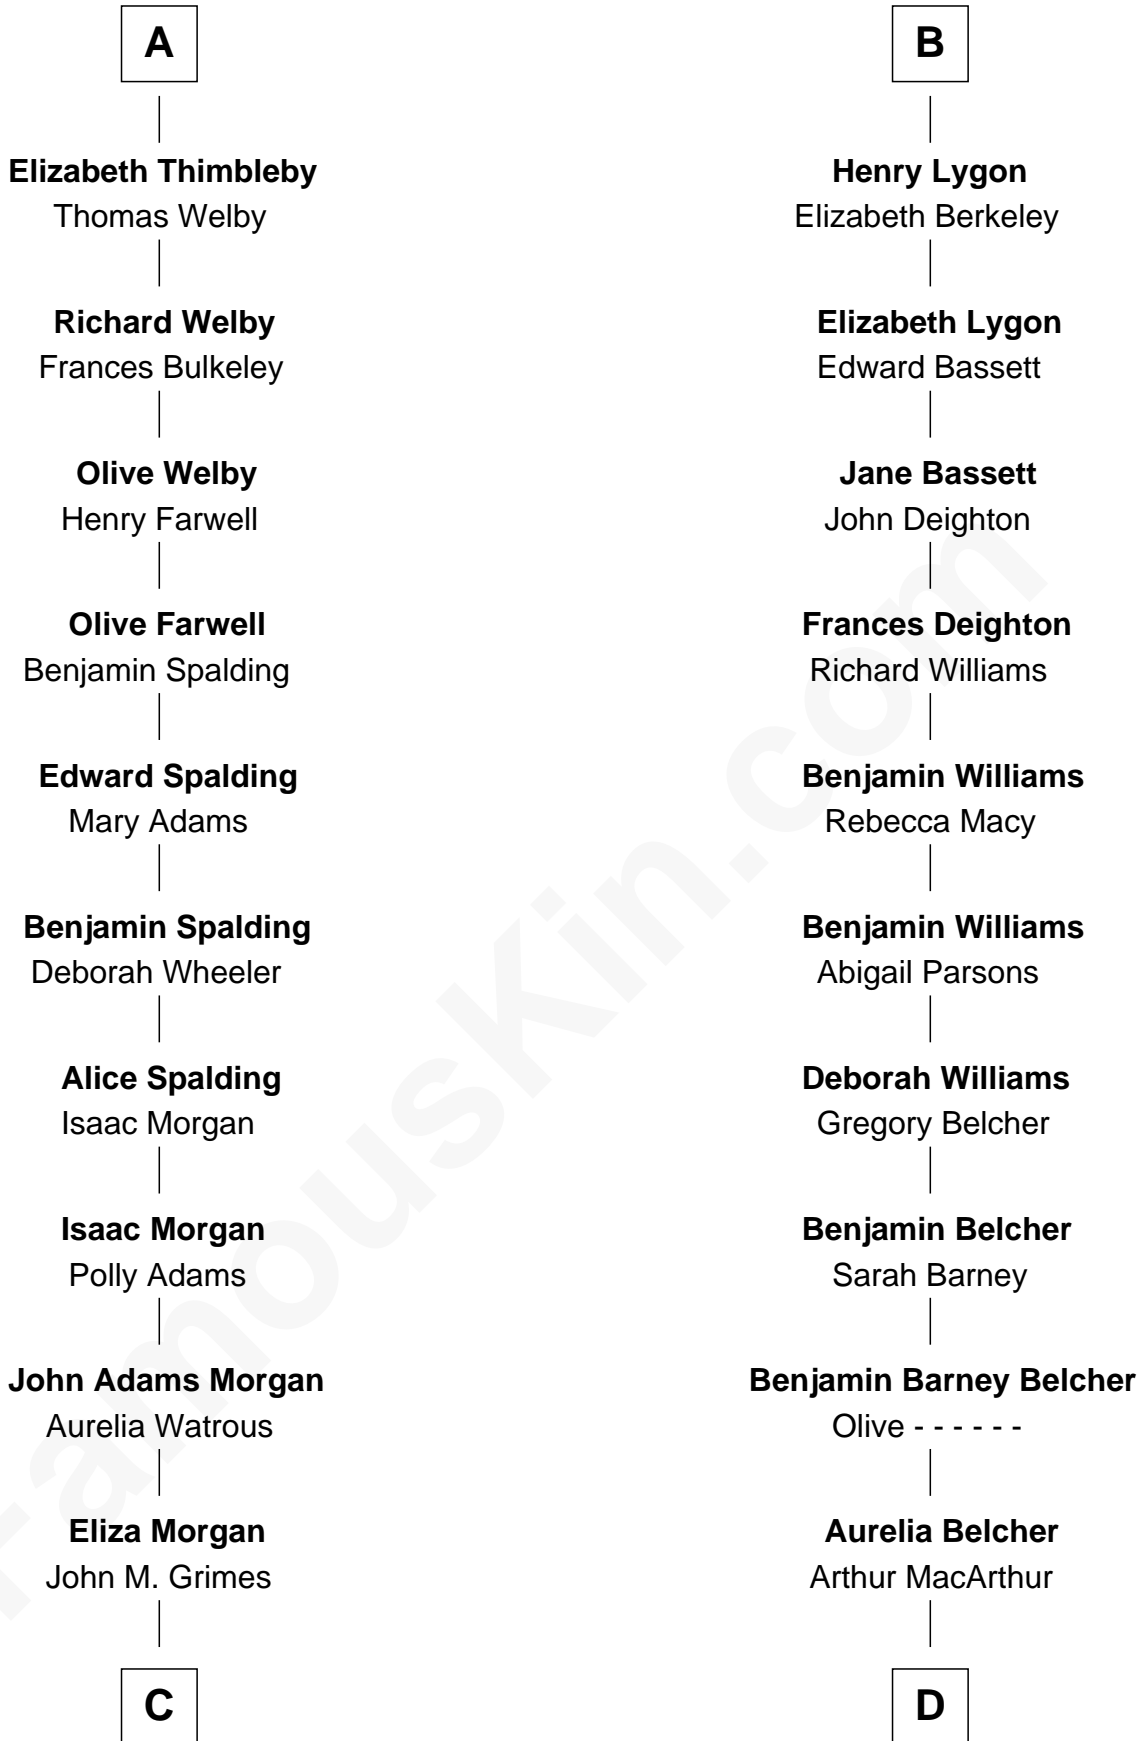 A
Elizabeth Thimbleby
Thomas Welby
Richard Welby
Frances Bulkeley
Olive Welby
Henry Farwell
Olive Farwell
Benjamin Spalding
Edward Spalding
Mary Adams
Benjamin Spalding
Deborah Wheeler
Alice Spalding
Isaac Morgan
Isaac Morgan
Polly Adams
John Adams Morgan
Aurelia Watrous
Eliza Morgan
John M. Grimes
C
B
Henry Lygon
Elizabeth Berkeley
Elizabeth Lygon
Edward Bassett
Jane Bassett
John Deighton
Frances Deighton
Richard Williams
Benjamin Williams
Rebecca Macy
Benjamin Williams
Abigail Parsons
Deborah Williams
Gregory Belcher
Benjamin Belcher
Sarah Barney
Benjamin Barney Belcher
Olive - - - - - -
Aurelia Belcher
Arthur MacArthur
D
FamousKin.com